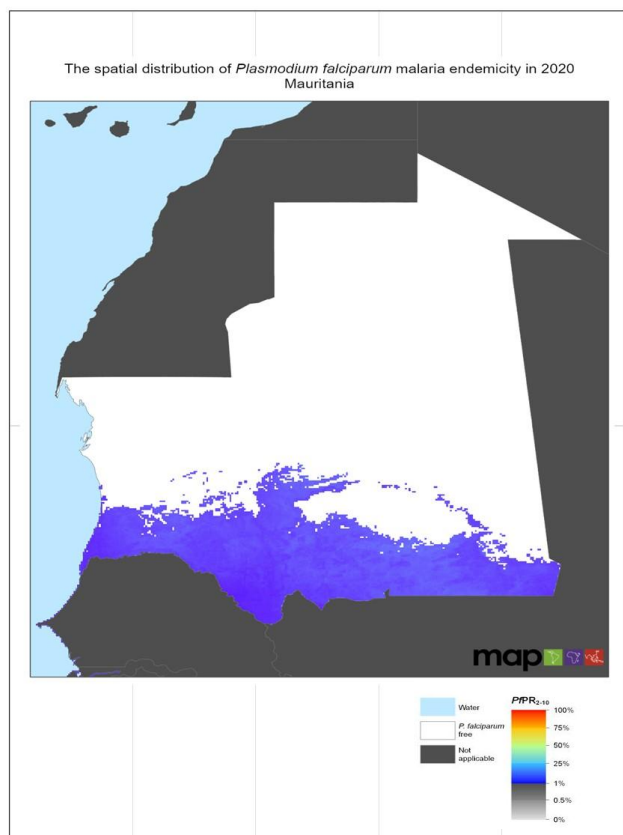 The spatial distribution of Plasmodium falciparum malaria endemicity in 2020
Mauritania
map
Water
P. falciparum
free
Not
applicable
PfPR2-10
100%
75%
50%
25%
1%
0.5%
0%